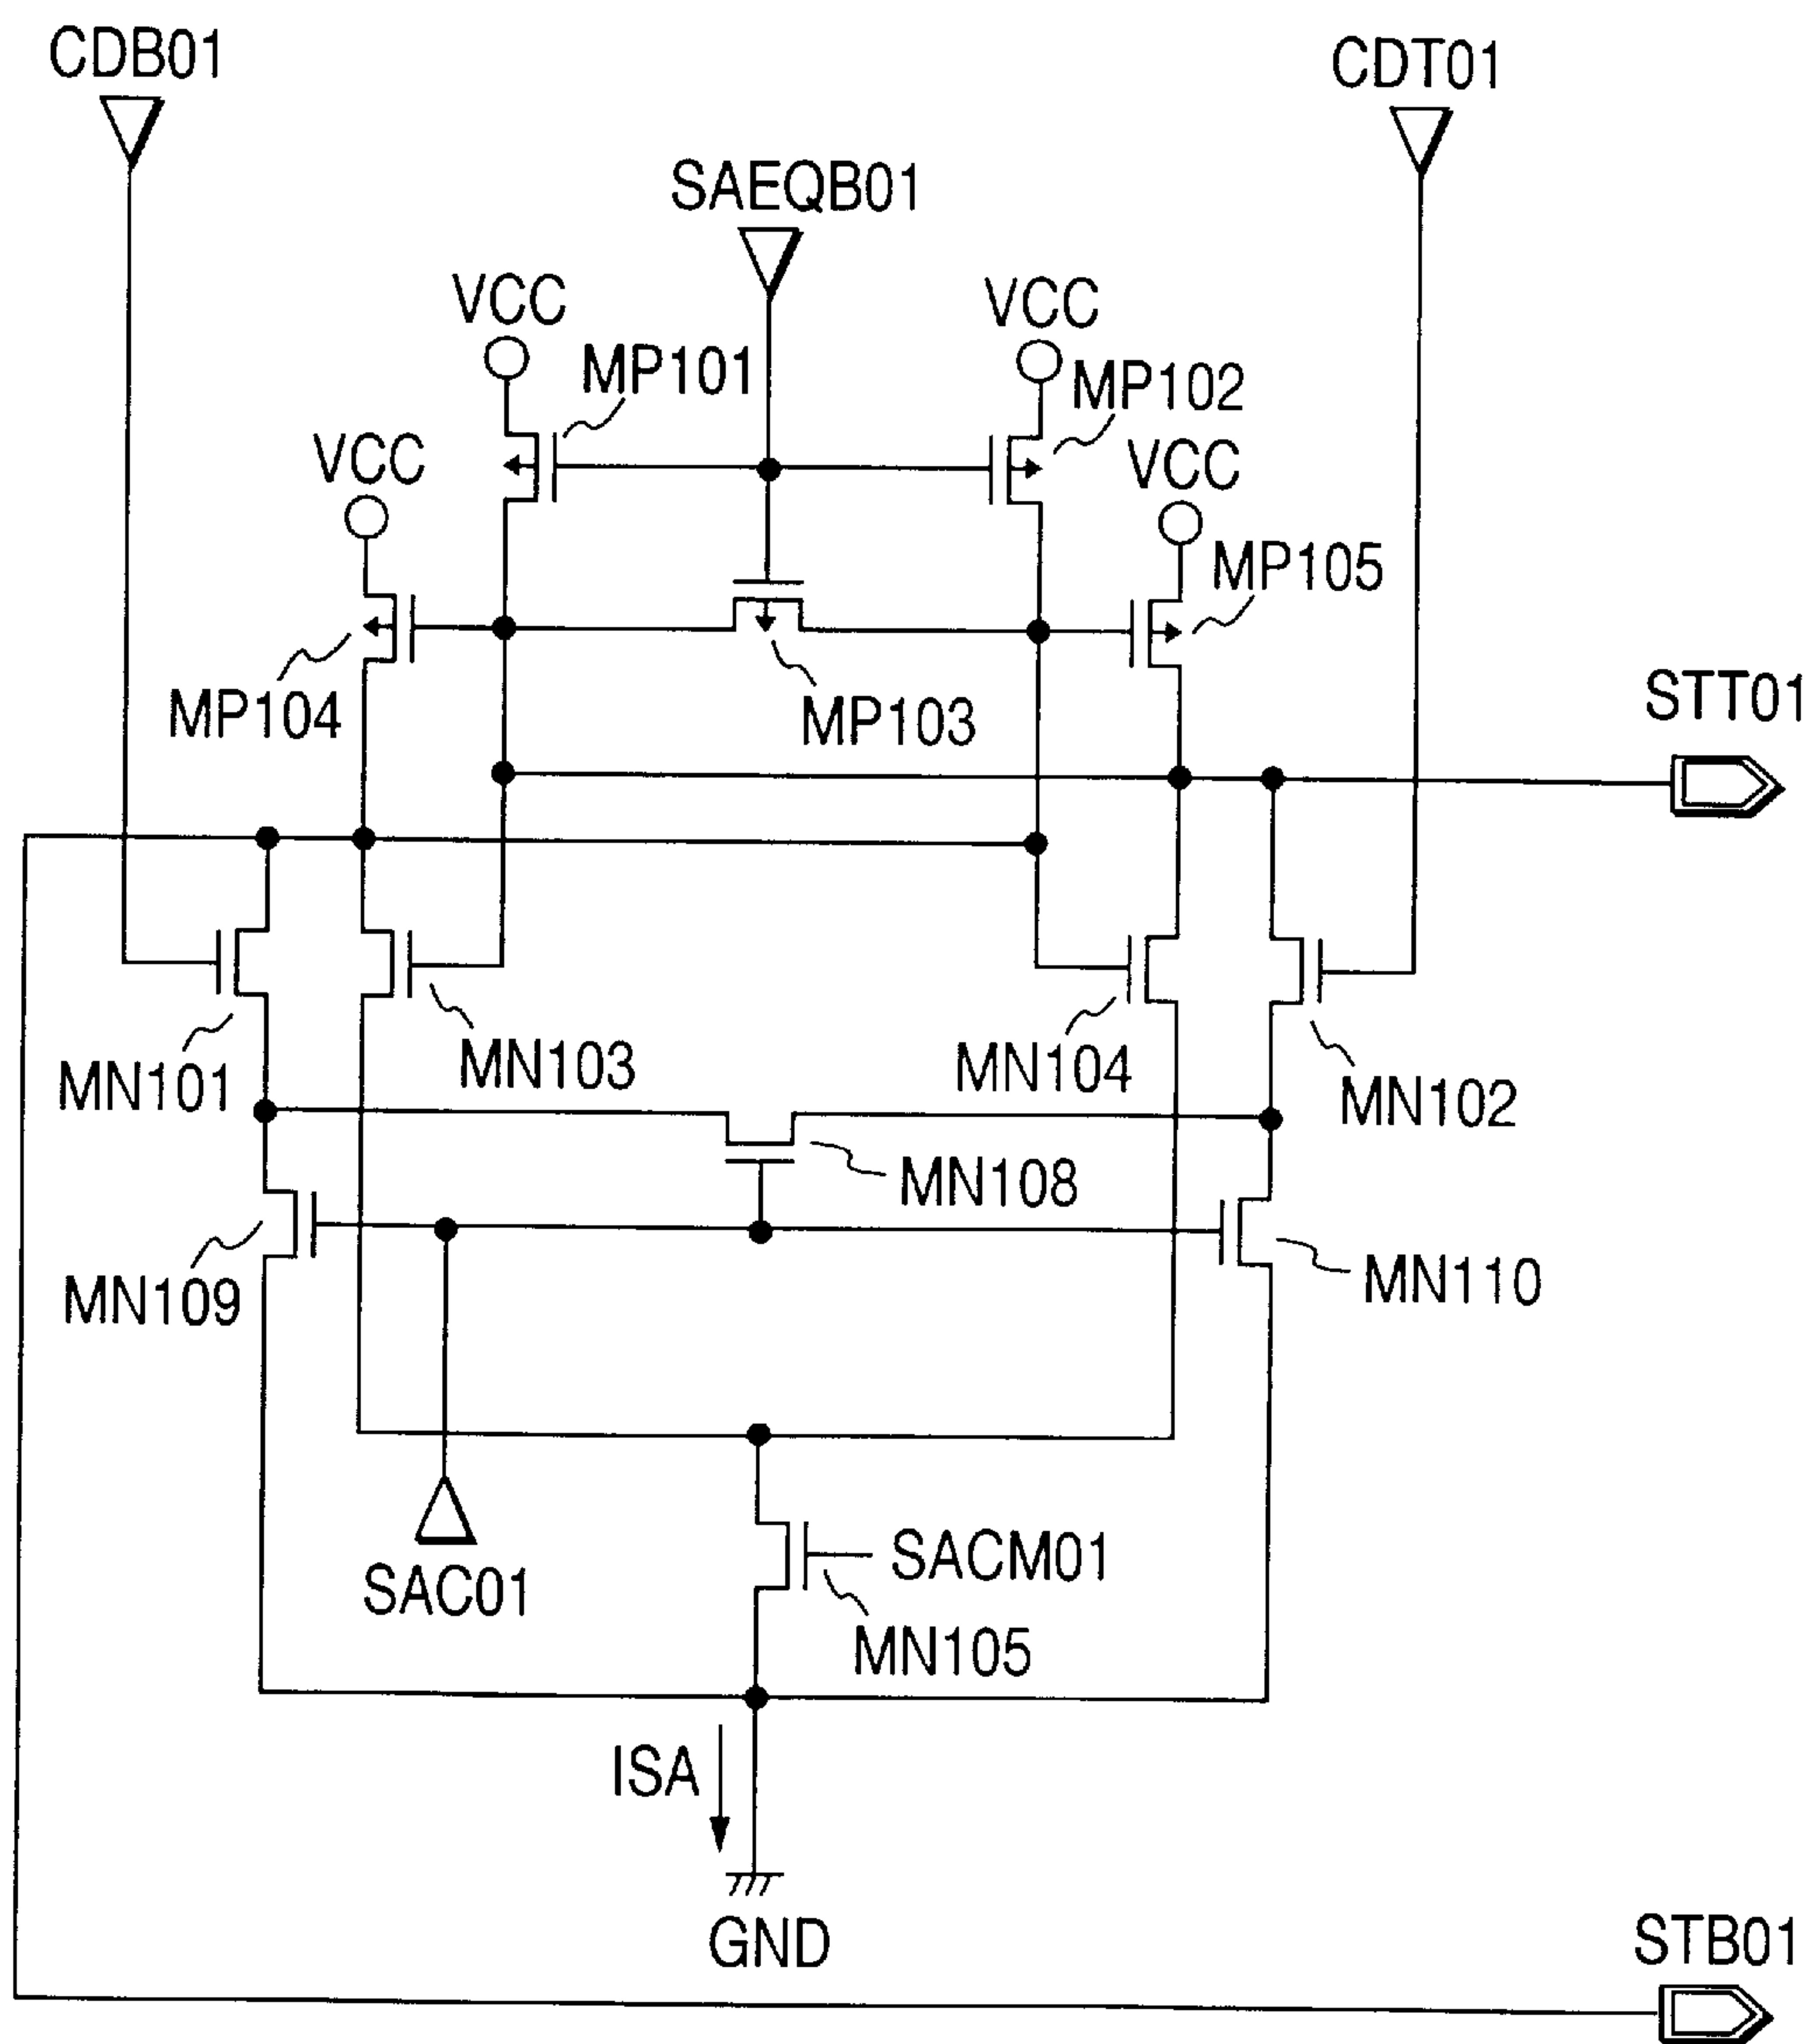 CDB01
CDT01
SAEQB01
VCC
VCC
MP101
MP102
VCC
VCC
MP105
MP104
MP103
STT01
MN101
MN103
MN104
MN102
MN108
MN109
MN110
SAC01
SACM01
MN105
ISA
GND
STB01